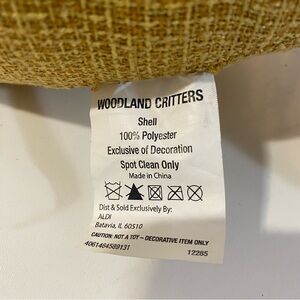 WOODLAND CRITTERS
Shell
100% Polyester
Exclusive of Decoration
Spot Clean Only
Made in China
Dist & Sold Exclusively By:
ALDI
Batavia, IL 60510
CAUTION: NOT A TOY – DECORATIVE ITEM ONLY
4061464589131
12285